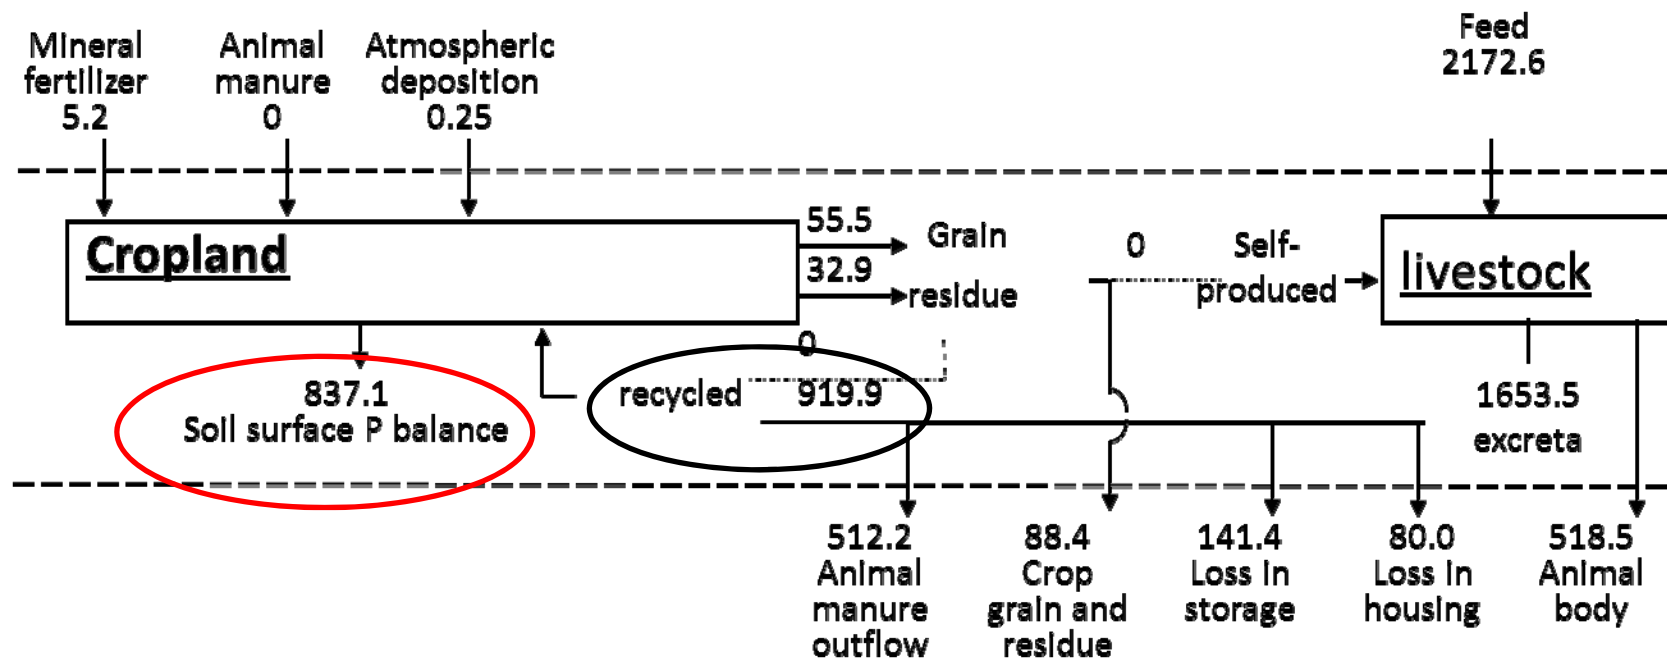 Mineral
fertilizer
5.2
Animal
manure
0
Atmospheric
deposition
0.25
Feed
2172.6
Cropland
55.5
Grain
32.9
residue
0
Self-
produced
livestock
0
recycled
919.9
837.1
Soil surface P balance
1653.5
excreta
512.2
Animal
manure
outflow
88.4
Crop
grain and
residue
141.4
Loss in
storage
80.0
Loss in
housing
518.5
Animal
body